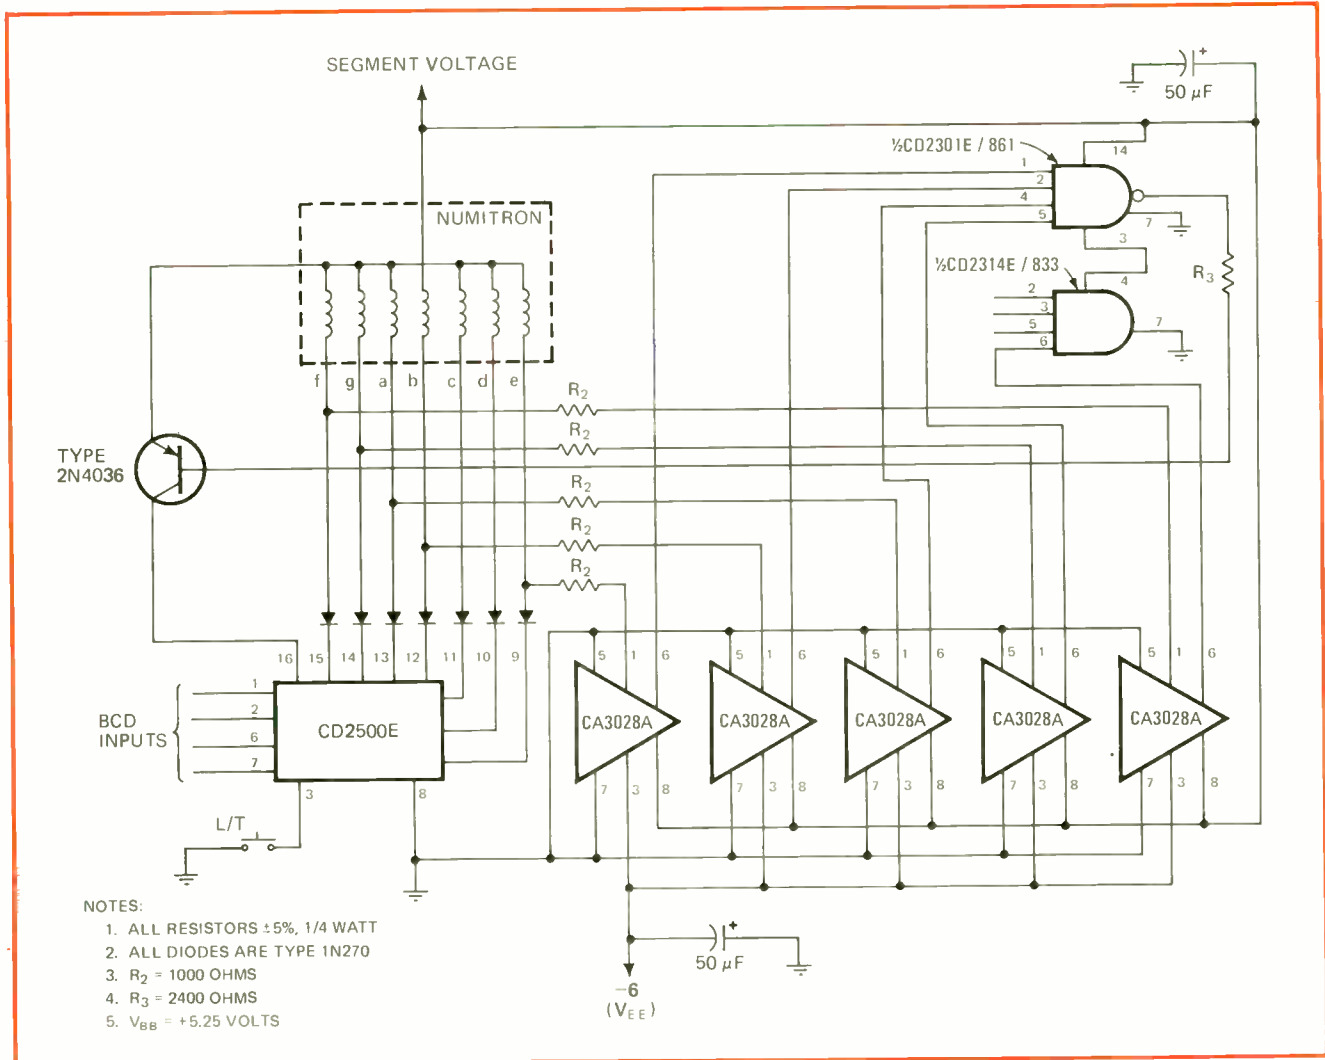 SEGMENT VOLTAGE
+
50 µF
½CD2301E / 861
14
1
2
4
5
7
3
NUMITRON
½CD2314E / 833
4
R3
2
3
5
6
7
f g a b c d e
R2
R2
R2
R2
R2
TYPE
2N4036
16 15 14 13 12 11 10 9
5 1 6
5 1 6
5 1 6
5 1 6
5 1 6
BCD
INPUTS
1
2
6
7
CD2500E
CA3028A
CA3028A
CA3028A
CA3028A
CA3028A
3
8
7 3 8
7 3 8
7 3 8
7 3 8
7 3 8
L/T
NOTES:
1. ALL RESISTORS ±5%, 1/4 WATT
2. ALL DIODES ARE TYPE 1N270
3. R2 = 1000 OHMS
4. R3 = 2400 OHMS
5. VBB = +5.25 VOLTS
+
50 µF
−6
(VEE)